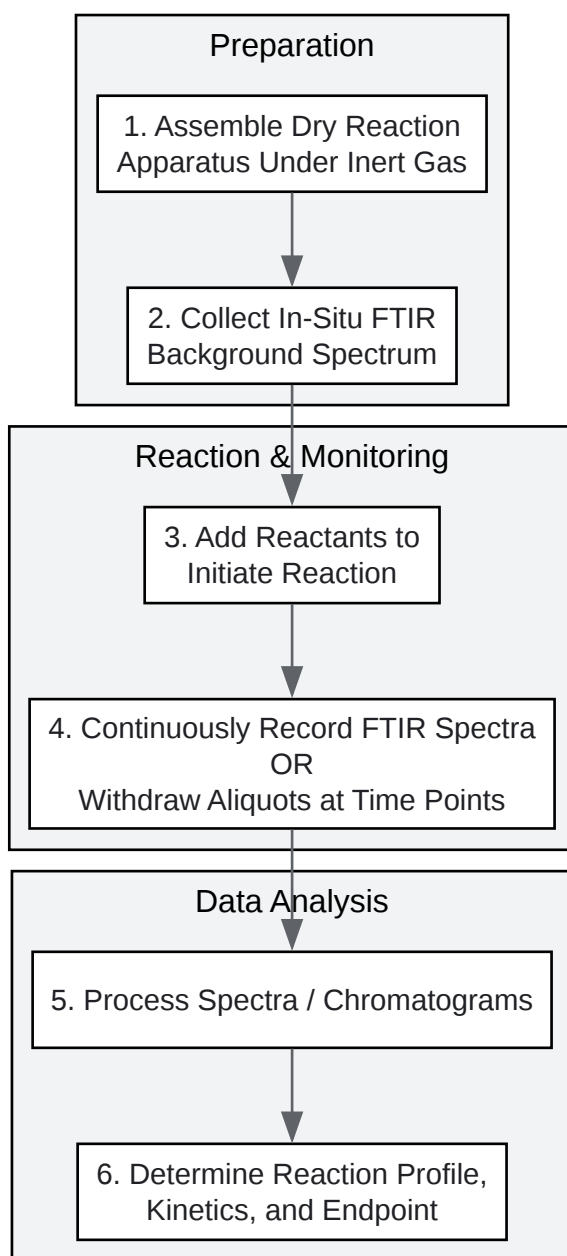 Preparation
1. Assemble Dry Reaction
Apparatus Under Inert Gas
2. Collect In-Situ FTIR
Background Spectrum
Reaction & Monitoring
3. Add Reactants to
Initiate Reaction
4. Continuously Record FTIR Spectra
OR
Withdraw Aliquots at Time Points
Data Analysis
5. Process Spectra / Chromatograms
6. Determine Reaction Profile,
Kinetics, and Endpoint